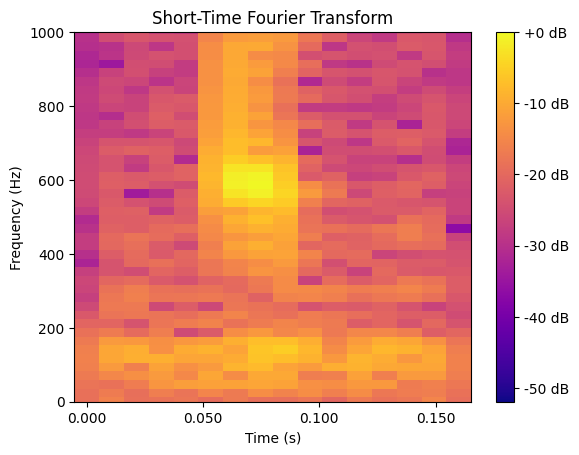 Short-Time Fourier Transform
1000
800
600
400
200
0
Frequency (Hz)
0.000
0.050
0.100
0.150
Time (s)
+0 dB
-10 dB
-20 dB
-30 dB
-40 dB
-50 dB